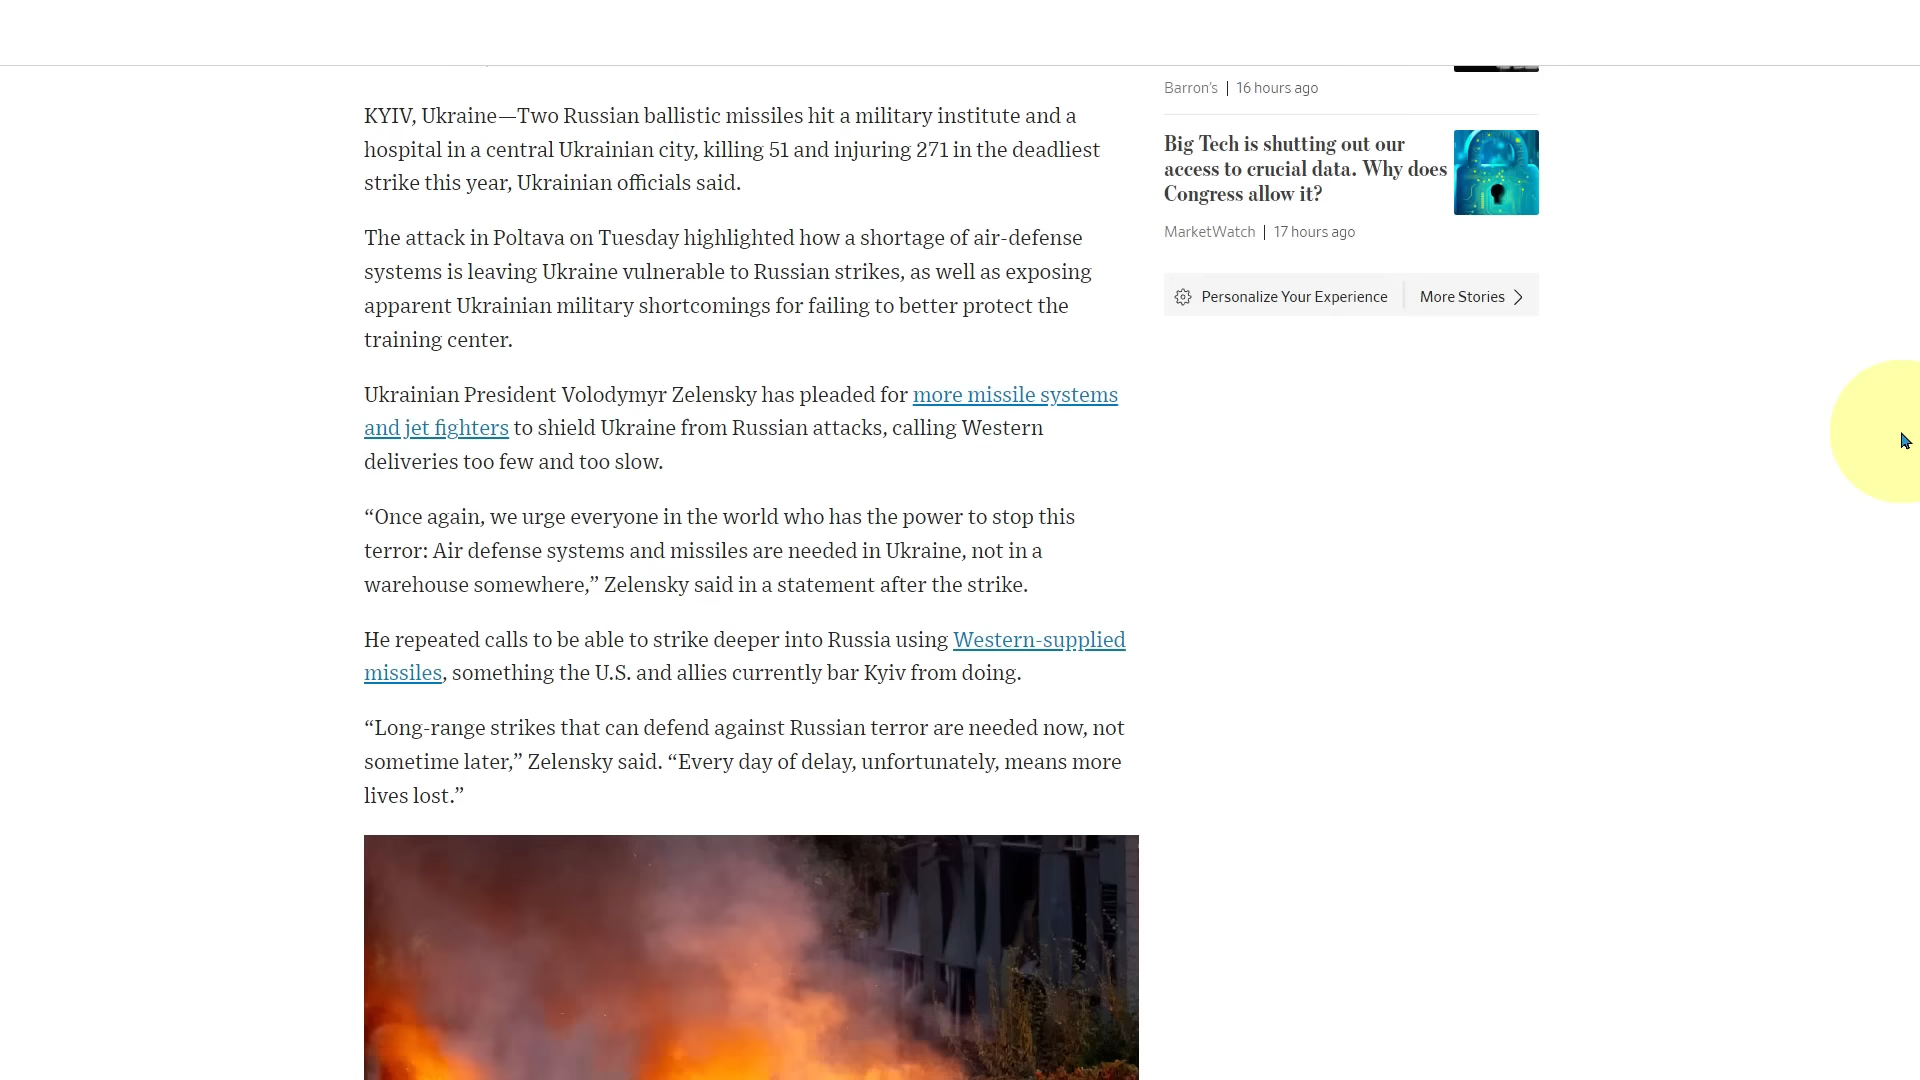 KYIV, Ukraine—Two Russian ballistic missiles hit a military institute and a
hospital in a central Ukrainian city, killing 51 and injuring 271 in the deadliest
strike this year, Ukrainian officials said.
The attack in Poltava on Tuesday highlighted how a shortage of air-defense
systems is leaving Ukraine vulnerable to Russian strikes, as well as exposing
apparent Ukrainian military shortcomings for failing to better protect the
training center.
Ukrainian President Volodymyr Zelensky has pleaded for more missile systems
and jet fighters to shield Ukraine from Russian attacks, calling Western
deliveries too few and too slow.
“Once again, we urge everyone in the world who has the power to stop this
terror: Air defense systems and missiles are needed in Ukraine, not in a
warehouse somewhere,” Zelensky said in a statement after the strike.
He repeated calls to be able to strike deeper into Russia using Western-supplied
missiles, something the U.S. and allies currently bar Kyiv from doing.
“Long-range strikes that can defend against Russian terror are needed now, not
sometime later,” Zelensky said. “Every day of delay, unfortunately, means more
lives lost.”
Barron's | 16 hours ago
Big Tech is shutting out our
access to crucial data. Why does
Congress allow it?
MarketWatch | 17 hours ago
Personalize Your Experience | More Stories